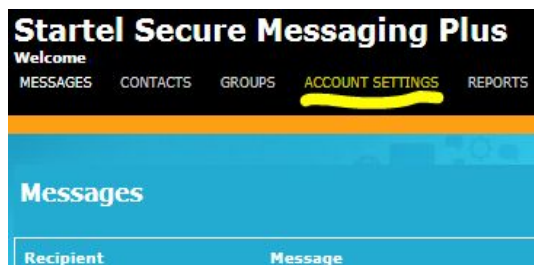 Startel Secure Messaging Plus
Welcome
MESSAGES CONTACTS GROUPS ACCOUNT SETTINGS REPORTS
Messages
Recipient Message